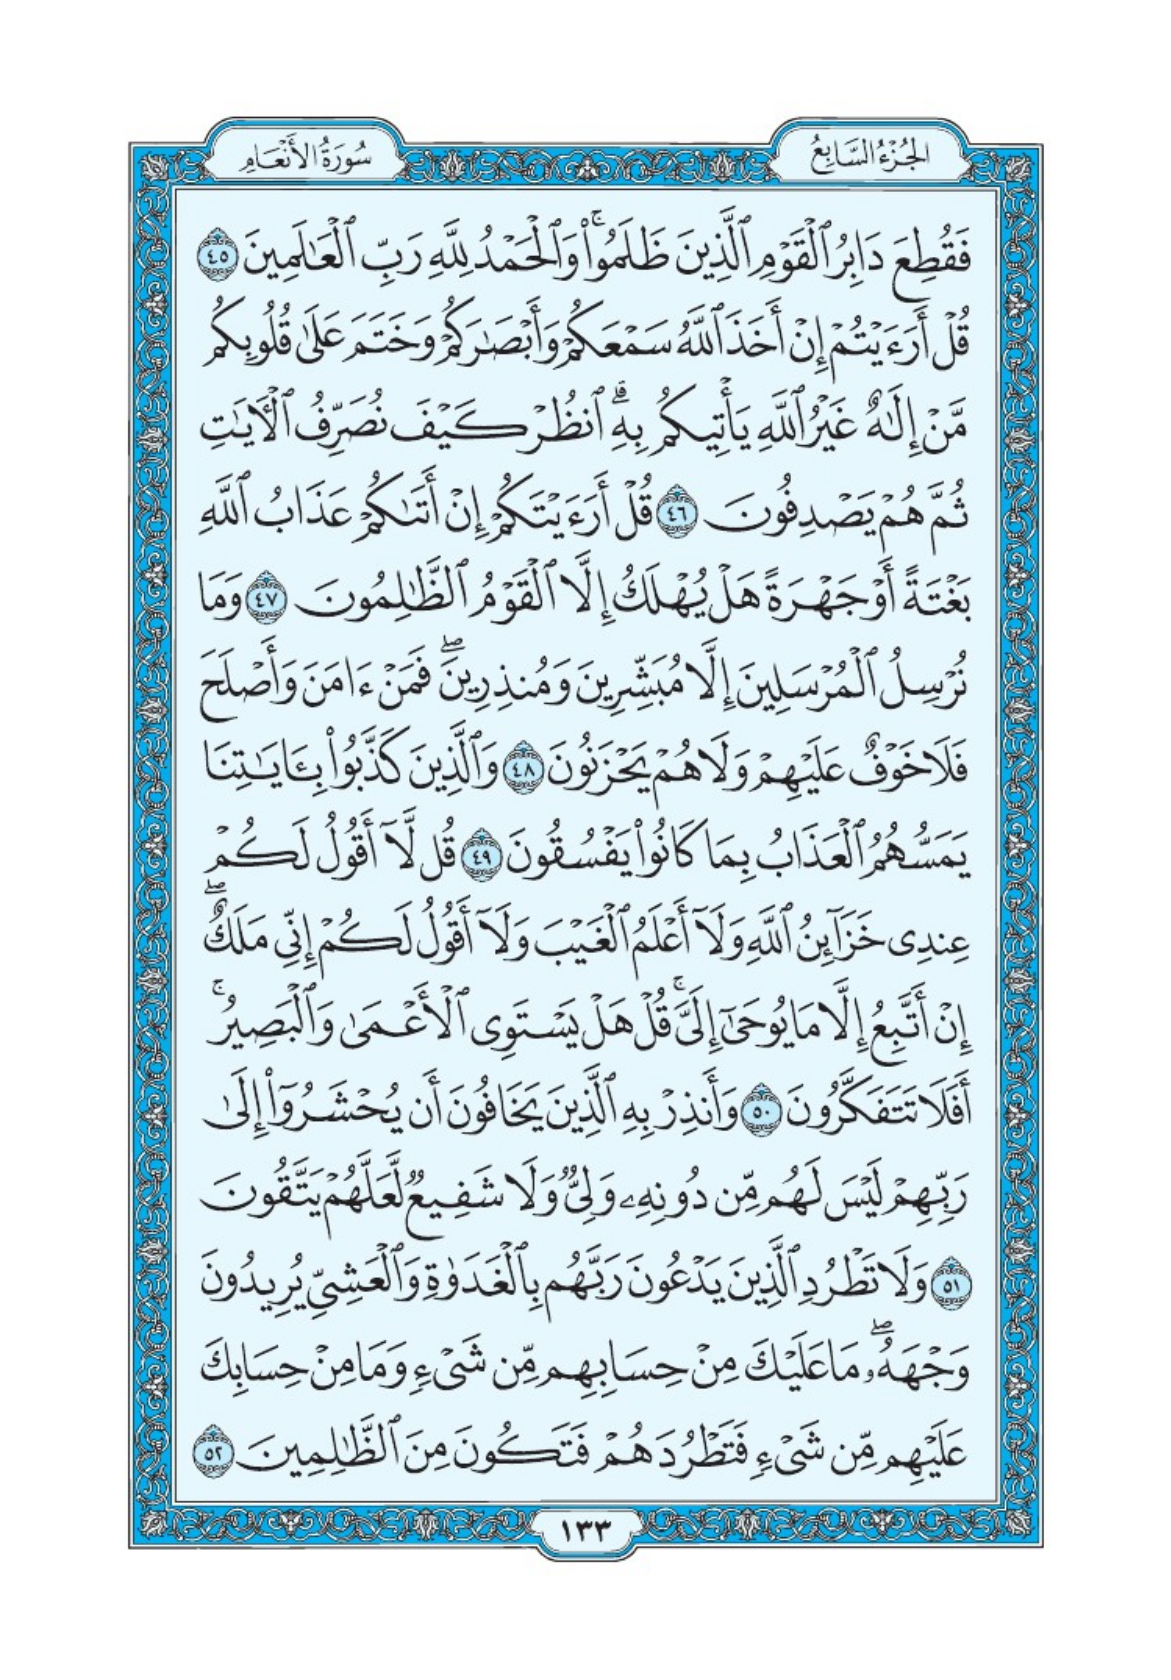 الجُزْءُ السَّابِعُ
سُورَةُ الأَنْعَام
فَقُطِعَ دَابِرُ ٱلْقَوْمِ ٱلَّذِينَ ظَلَمُوا۟ۚ وَٱلْحَمْدُ لِلَّهِ رَبِّ ٱلْعَـٰلَمِينَ ٤٥
قُلْ أَرَءَيْتُمْ إِنْ أَخَذَ ٱللَّهُ سَمْعَكُمْ وَأَبْصَـٰرَكُمْ وَخَتَمَ عَلَىٰ قُلُوبِكُم
مَّنْ إِلَـٰهٌ غَيْرُ ٱللَّهِ يَأْتِيكُم بِهِۗ ٱنظُرْ كَيْفَ نُصَرِّفُ ٱلْـَٔايَـٰتِ
ثُمَّ هُمْ يَصْدِفُونَ ٤٦ قُلْ أَرَءَيْتَكُمْ إِنْ أَتَىٰكُمْ عَذَابُ ٱللَّهِ
بَغْتَةً أَوْ جَهْرَةً هَلْ يُهْلَكُ إِلَّا ٱلْقَوْمُ ٱلظَّـٰلِمُونَ ٤٧ وَمَا
نُرْسِلُ ٱلْمُرْسَلِينَ إِلَّا مُبَشِّرِينَ وَمُنذِرِينَۖ فَمَنْ ءَامَنَ وَأَصْلَحَ
فَلَا خَوْفٌ عَلَيْهِمْ وَلَا هُمْ يَحْزَنُونَ ٤٨ وَٱلَّذِينَ كَذَّبُوا۟ بِـَٔايَـٰتِنَا
يَمَسُّهُمُ ٱلْعَذَابُ بِمَا كَانُوا۟ يَفْسُقُونَ ٤٩ قُل لَّآ أَقُولُ لَكُمْ
عِندِى خَزَآئِنُ ٱللَّهِ وَلَآ أَعْلَمُ ٱلْغَيْبَ وَلَآ أَقُولُ لَكُمْ إِنِّى مَلَكٌۖ
إِنْ أَتَّبِعُ إِلَّا مَا يُوحَىٰٓ إِلَىَّۚ قُلْ هَلْ يَسْتَوِى ٱلْأَعْمَىٰ وَٱلْبَصِيرُۚ
أَفَلَا تَتَفَكَّرُونَ ٥٠ وَأَنذِرْ بِهِ ٱلَّذِينَ يَخَافُونَ أَن يُحْشَرُوٓا۟ إِلَىٰ
رَبِّهِمْ لَيْسَ لَهُم مِّن دُونِهِۦ وَلِىٌّ وَلَا شَفِيعٌ لَّعَلَّهُمْ يَتَّقُونَ
٥١ وَلَا تَطْرُدِ ٱلَّذِينَ يَدْعُونَ رَبَّهُم بِٱلْغَدَوٰةِ وَٱلْعَشِىِّ يُرِيدُونَ
وَجْهَهُۥۖ مَا عَلَيْكَ مِنْ حِسَابِهِم مِّن شَىْءٍ وَمَا مِنْ حِسَابِكَ
عَلَيْهِم مِّن شَىْءٍ فَتَطْرُدَهُمْ فَتَكُونَ مِنَ ٱلظَّـٰلِمِينَ ٥٢
١٣٣